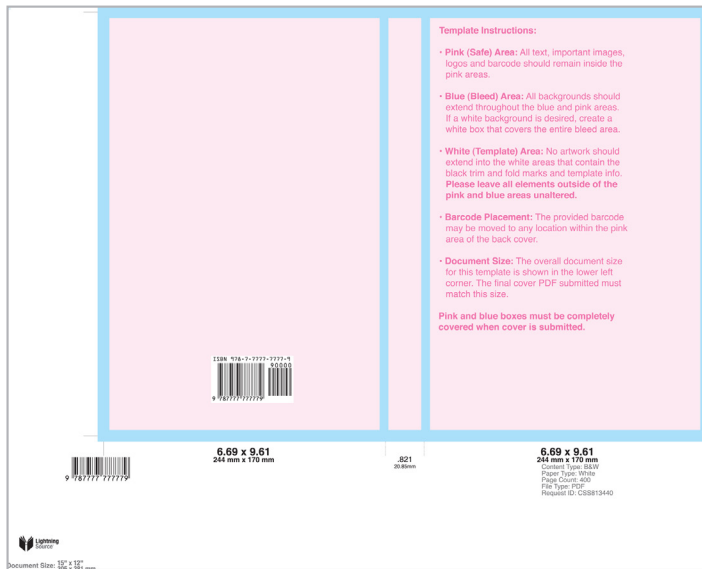 Template Instructions:
• Pink (Safe) Area: All text, important images,
logos and barcode should remain inside the
pink areas.
• Blue (Bleed) Area: All backgrounds should
extend throughout the blue and pink areas.
If a white background is desired, create a
white box that covers the entire bleed area.
• White (Template) Area: No artwork should
extend into the white areas that contain the
black trim and fold marks and template info.
Please leave all elements outside of the
pink and blue areas unaltered.
• Barcode Placement: The provided barcode
may be moved to any location within the pink
area of the back cover.
• Document Size: The overall document size
for this template is shown in the lower left
corner. The final cover PDF submitted must
match this size.
Pink and blue boxes must be completely
covered when cover is submitted.
ISBN 978-7-7777-7777-9
90000
9 787777 777779
6.69 x 9.61
244 mm x 170 mm
.821
20.85mm
6.69 x 9.61
244 mm x 170 mm
Content Type: B&W
Paper Type: White
Page Count: 400
File Type: PDF
Request ID: CSS813440
9 787777 777779
Lightning
Source
Document Size: 15" x 12"